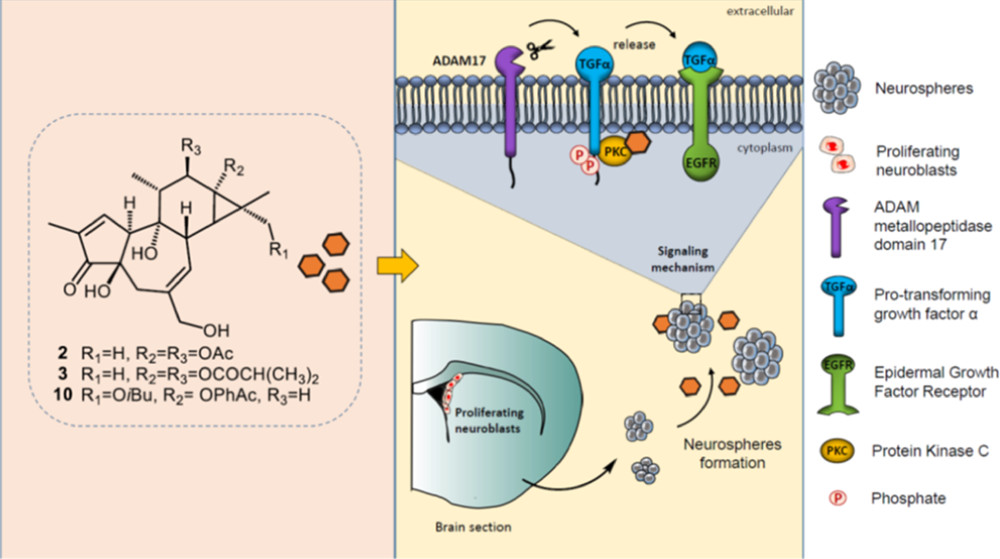 R3
R2
H
H
HO
R1
O
HO
OH
2 R1=H, R2=R3=OAc
3 R1=H, R2=R3=OCOCH(CH3)2
10 R1=OiBu, R2= OPhAc, R3=H
extracellular
ADAM17
release
TGFα
TGFα
P
P
PKC
EGFR
cytoplasm
Signaling
mechanism
Proliferating
neuroblasts
Neurospheres
formation
Brain section
Neurospheres
Proliferating
neuroblasts
ADAM
metallopeptidase
domain 17
TGFα
Pro-transforming
growth factor α
EGFR
Epidermal Growth
Factor Receptor
PKC
Protein Kinase C
P
Phosphate